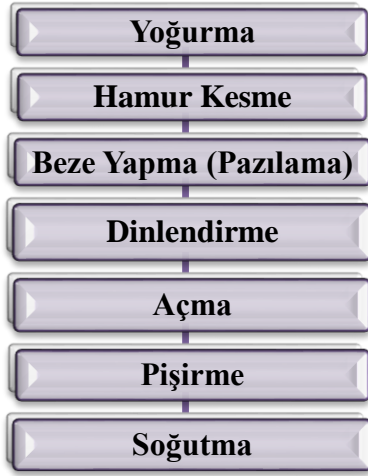 Yoğurma
Hamur Kesme
Beze Yapma (Pazılama)
Dinlendirme
Açma
Pişirme
Soğutma